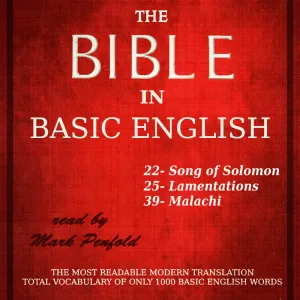 THE
BIBLE
IN
BASIC ENGLISH
22- Song of Solomon
25- Lamentations
39- Malachi
read by
Mark Penfold
THE MOST READABLE MODERN TRANSLATION
TOTAL VOCABULARY OF ONLY 1000 BASIC ENGLISH WORDS